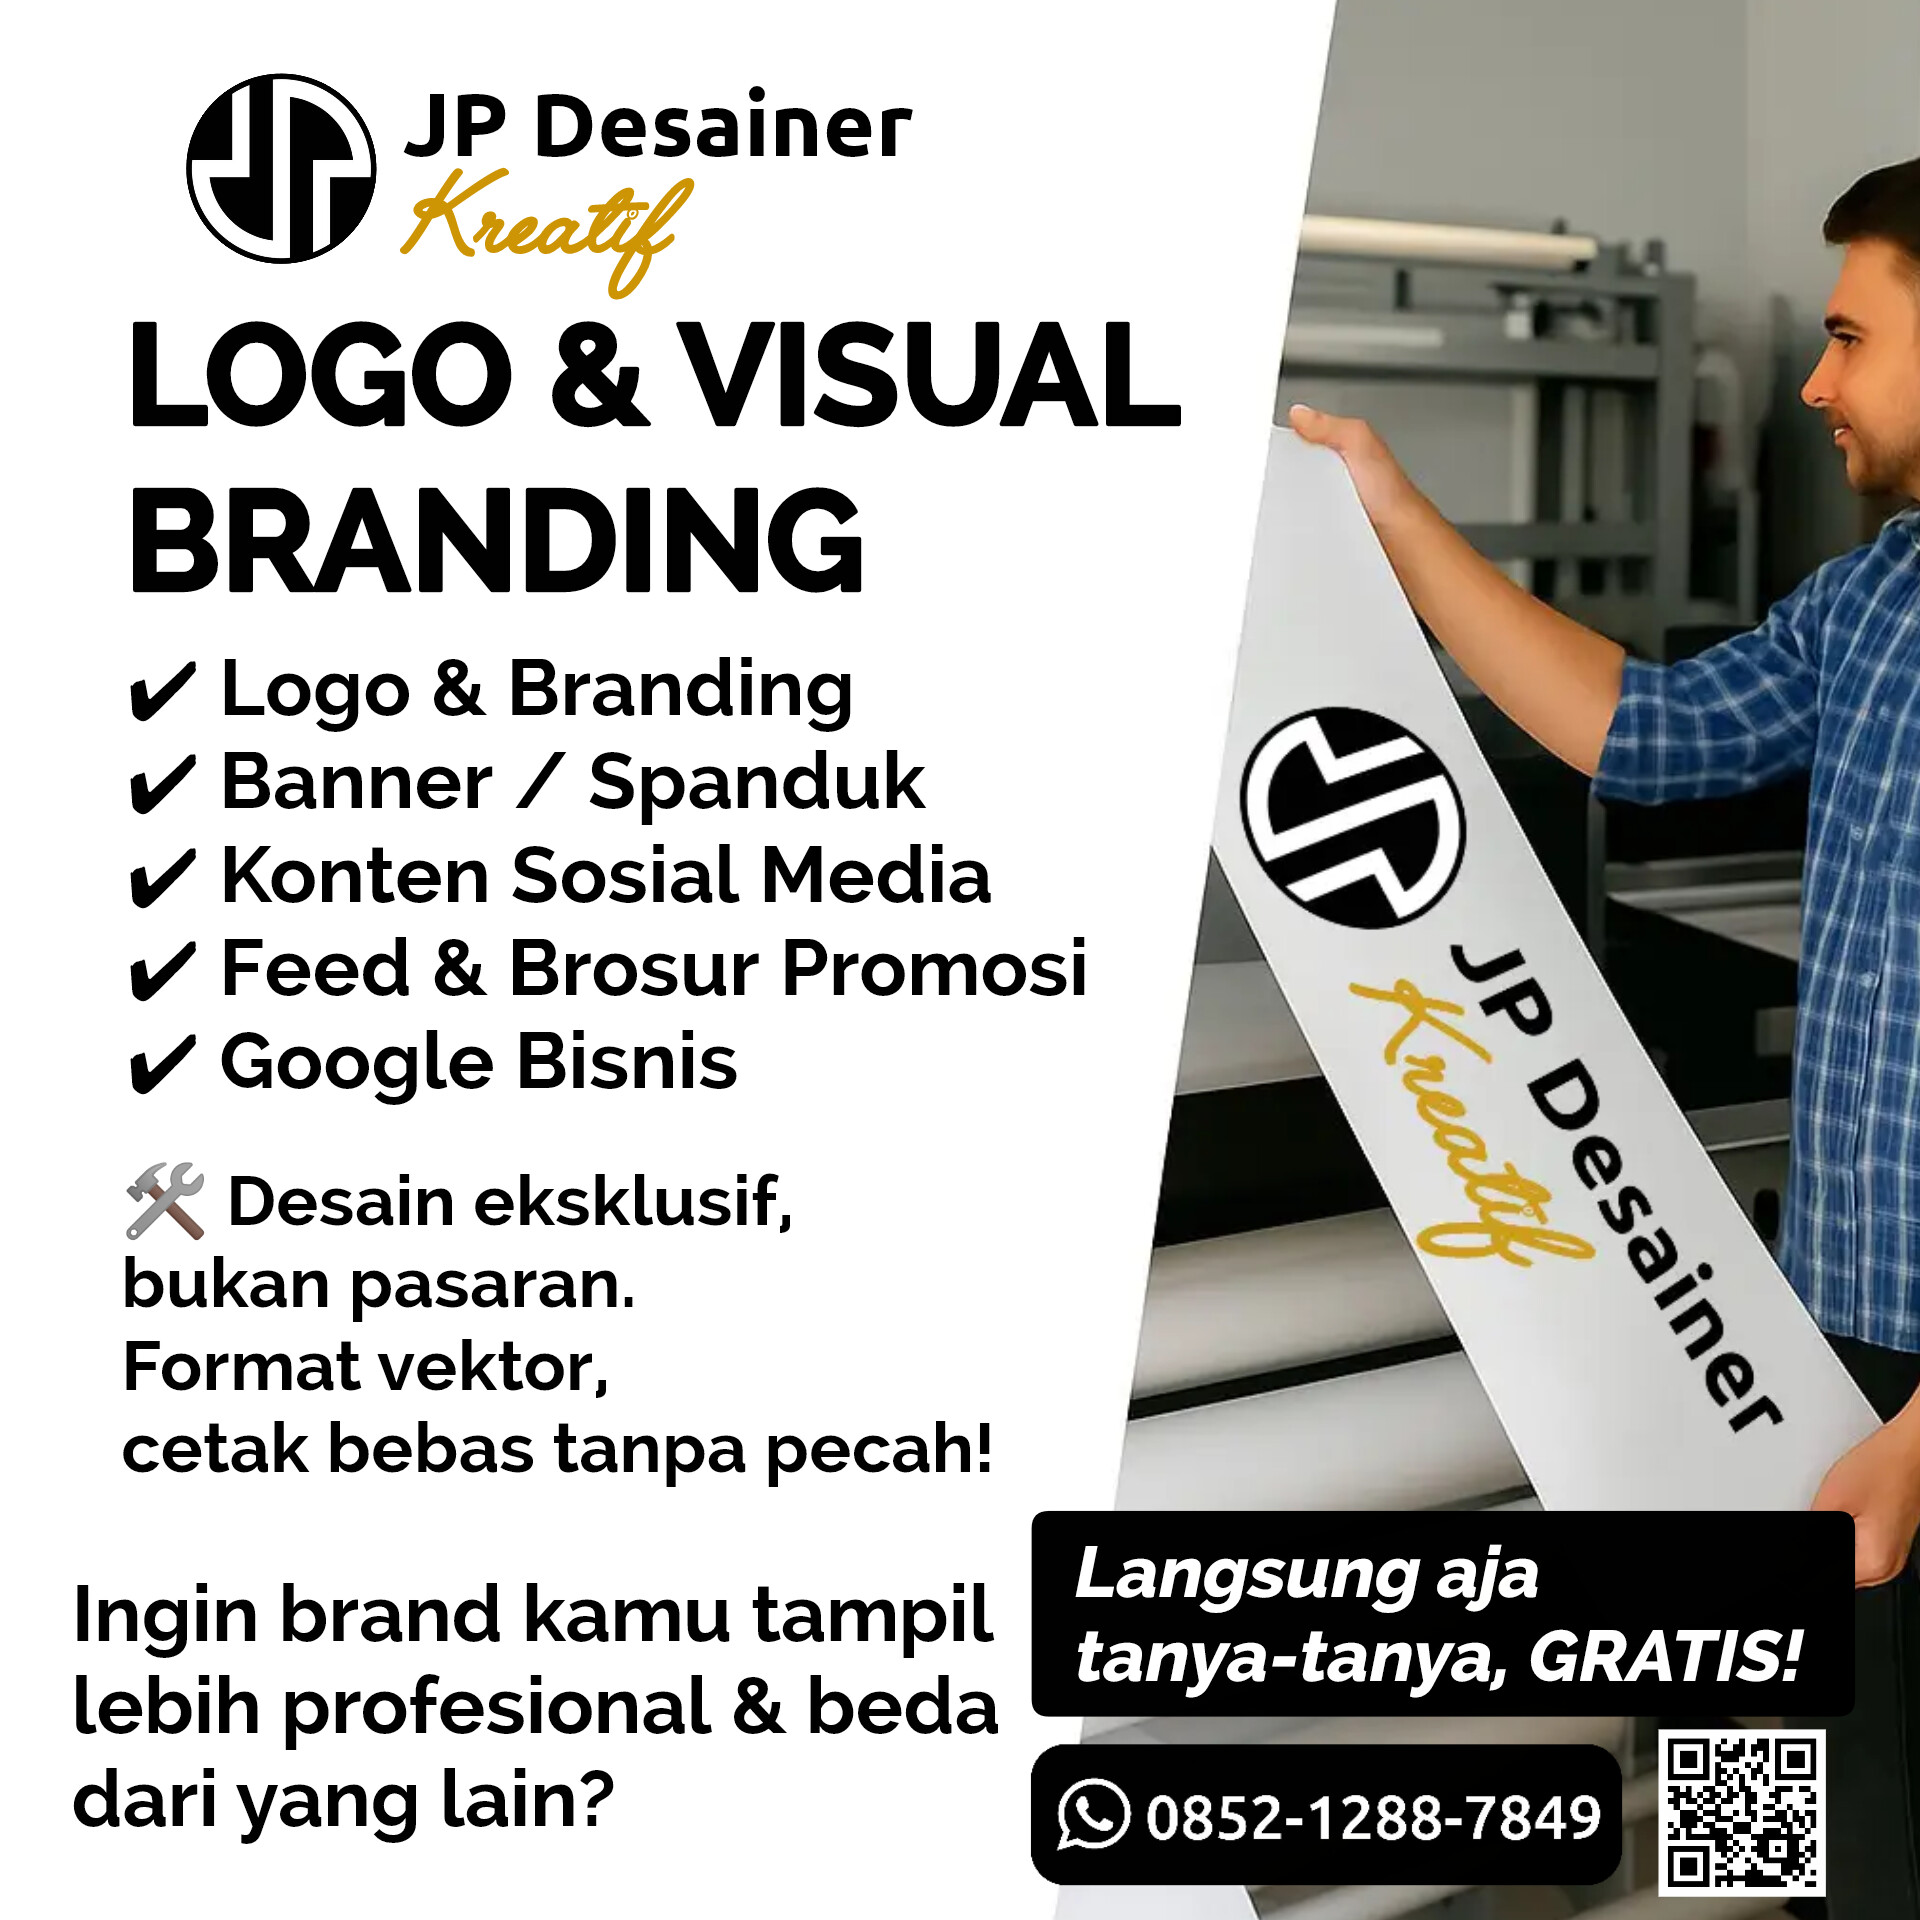 JP Desainer
Kreatif
LOGO & VISUAL
BRANDING
✔ Logo & Branding
✔ Banner / Spanduk
✔ Konten Sosial Media
✔ Feed & Brosur Promosi
✔ Google Bisnis
🛠 Desain eksklusif,
bukan pasaran.
Format vektor,
cetak bebas tanpa pecah!
Ingin brand kamu tampil
lebih profesional & beda
dari yang lain?
JP Desainer
Kreatif
Langsung aja
tanya-tanya, GRATIS!
0852-1288-7849